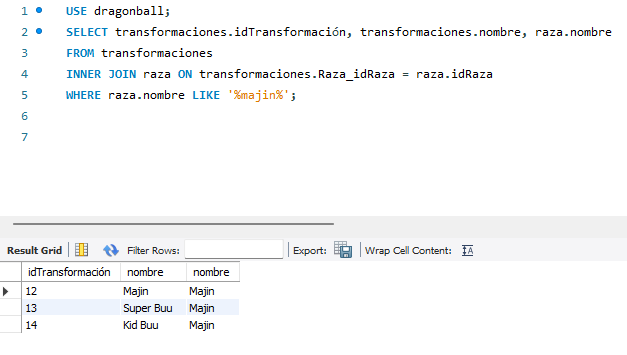 1 USE dragonball;
2 SELECT transformaciones.idTransformación, transformaciones.nombre, raza.nombre
3 FROM transformaciones
4 INNER JOIN raza ON transformaciones.Raza_idRaza = raza.idRaza
5 WHERE raza.nombre LIKE '%majin%';
6
7
Result Grid Filter Rows: Export: Wrap Cell Content: IA
idTransformación nombre nombre
12 Majin Majin
13 Super Buu Majin
14 Kid Buu Majin